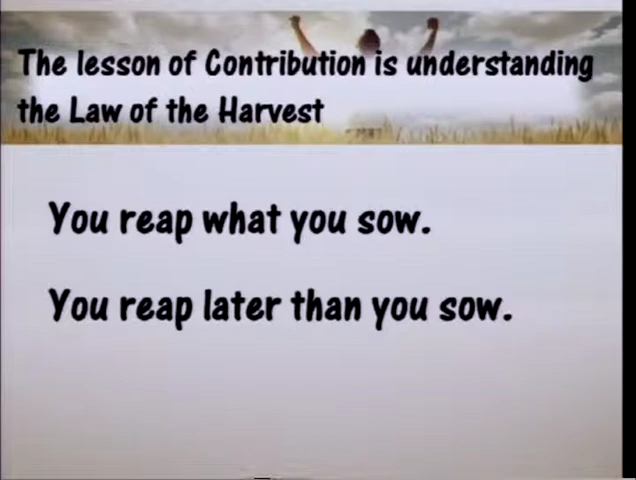 The lesson of Contribution is understanding
the Law of the Harvest
You reap what you sow.
You reap later than you sow.